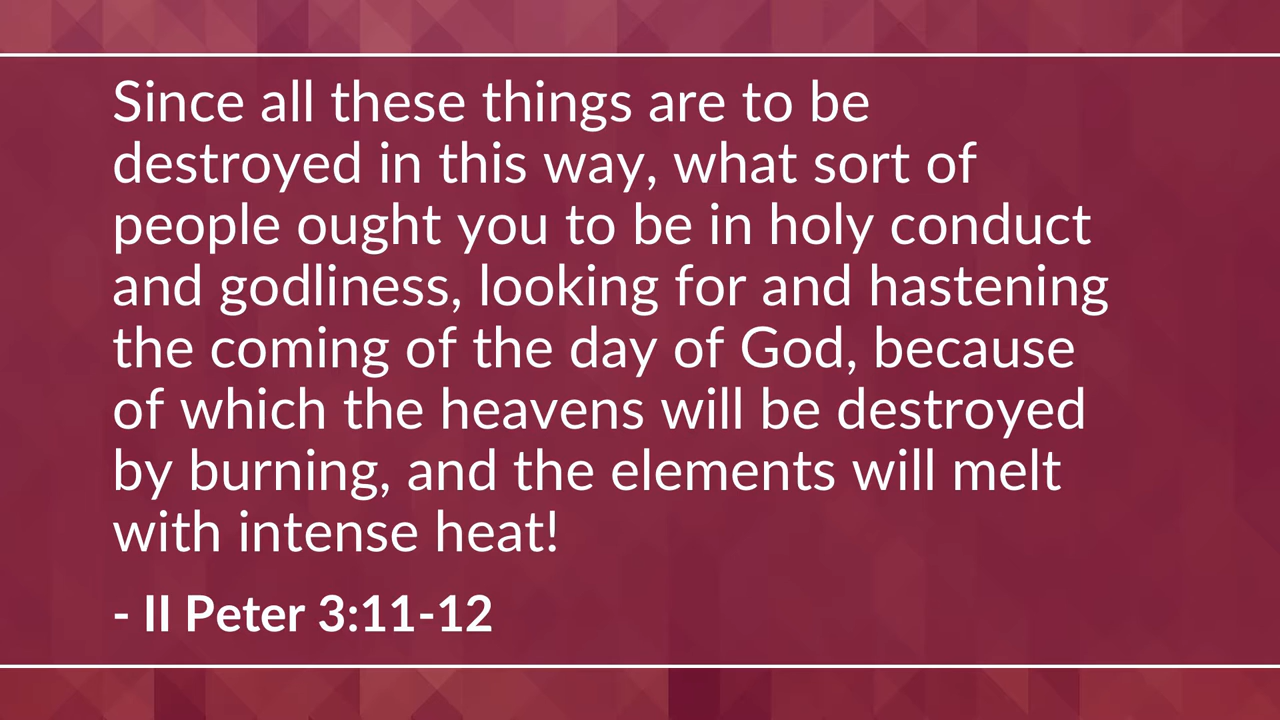 Since all these things are to be
destroyed in this way, what sort of
people ought you to be in holy conduct
and godliness, looking for and hastening
the coming of the day of God, because
of which the heavens will be destroyed
by burning, and the elements will melt
with intense heat!
- II Peter 3:11-12